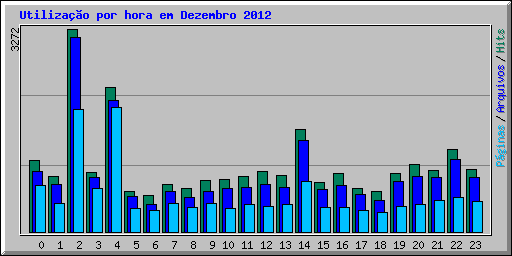 Utilização por hora em Dezembro 2012
3272
Páginas / Arquivos / Hits
0 1 2 3 4 5 6 7 8 9 10 11 12 13 14 15 16 17 18 19 20 21 22 23